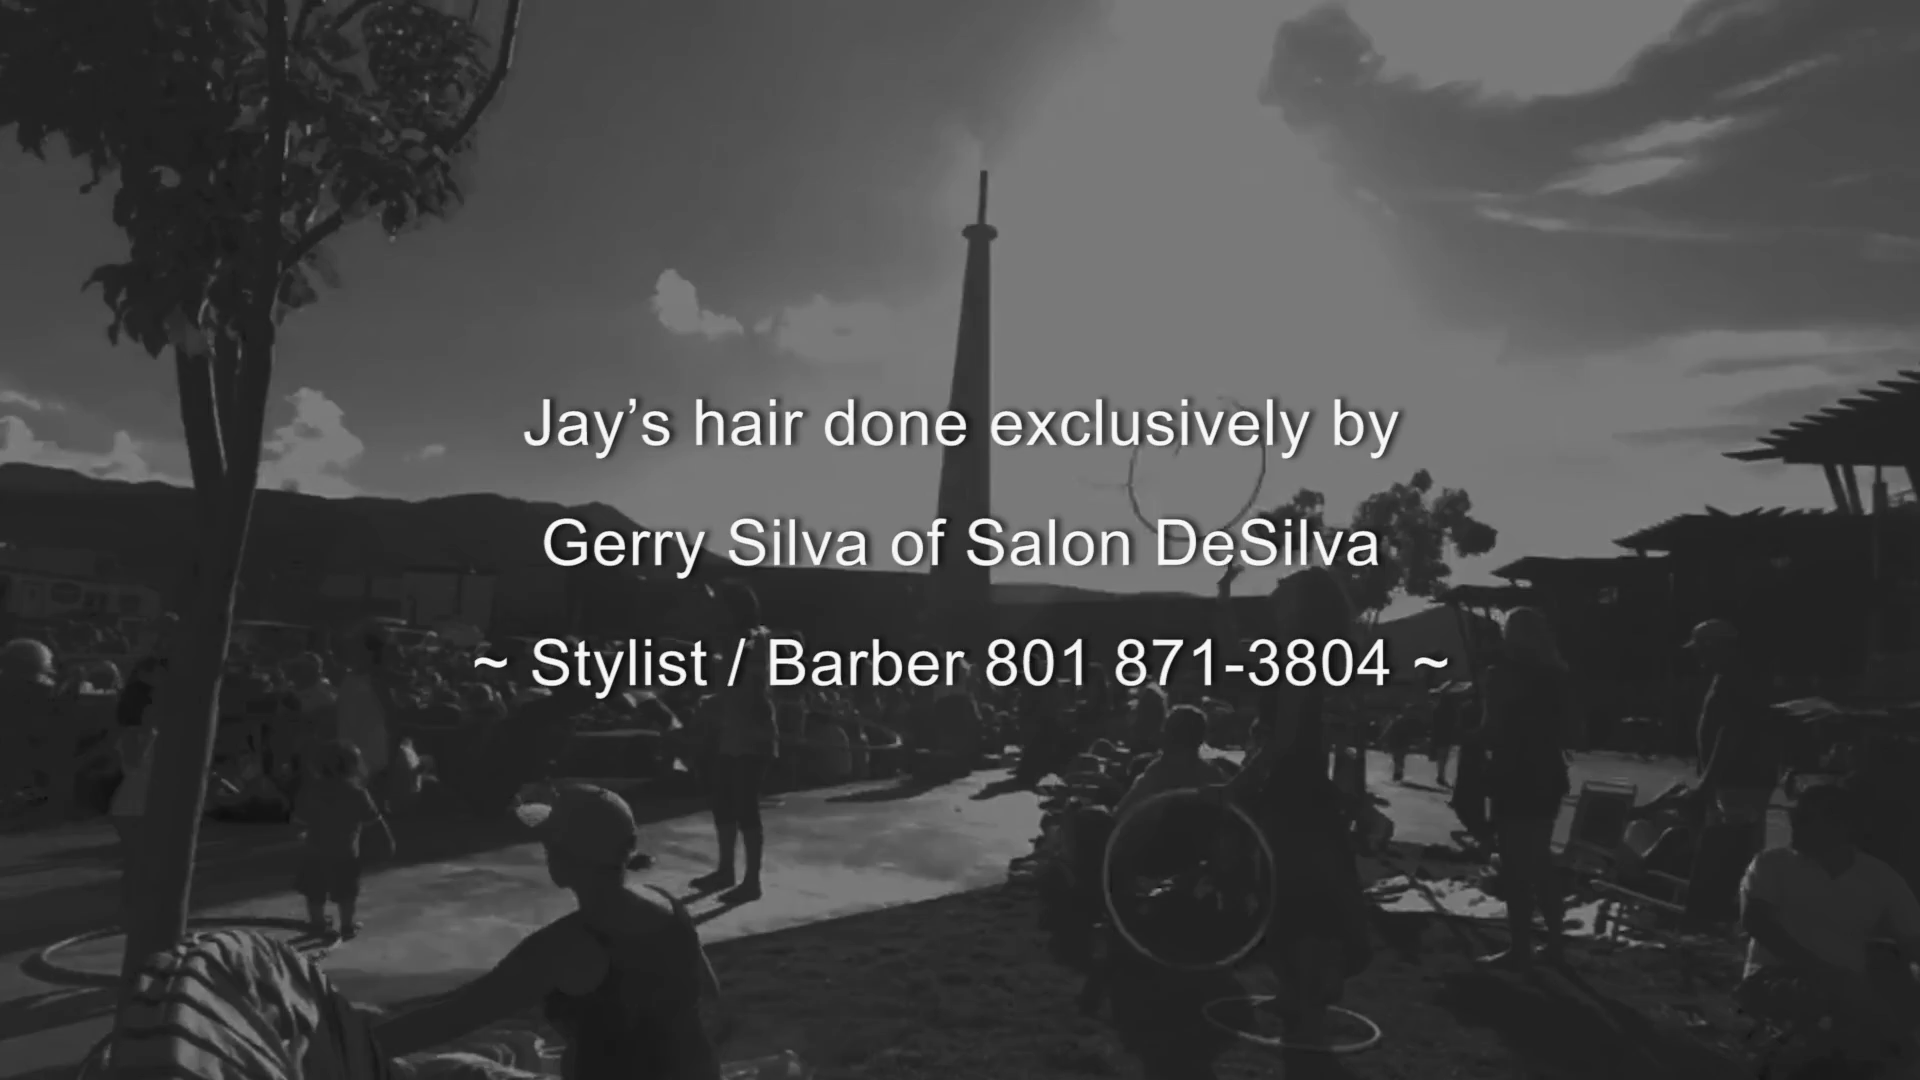 Jay’s hair done exclusively by
Gerry Silva of Salon DeSilva
~ Stylist / Barber 801 871-3804 ~